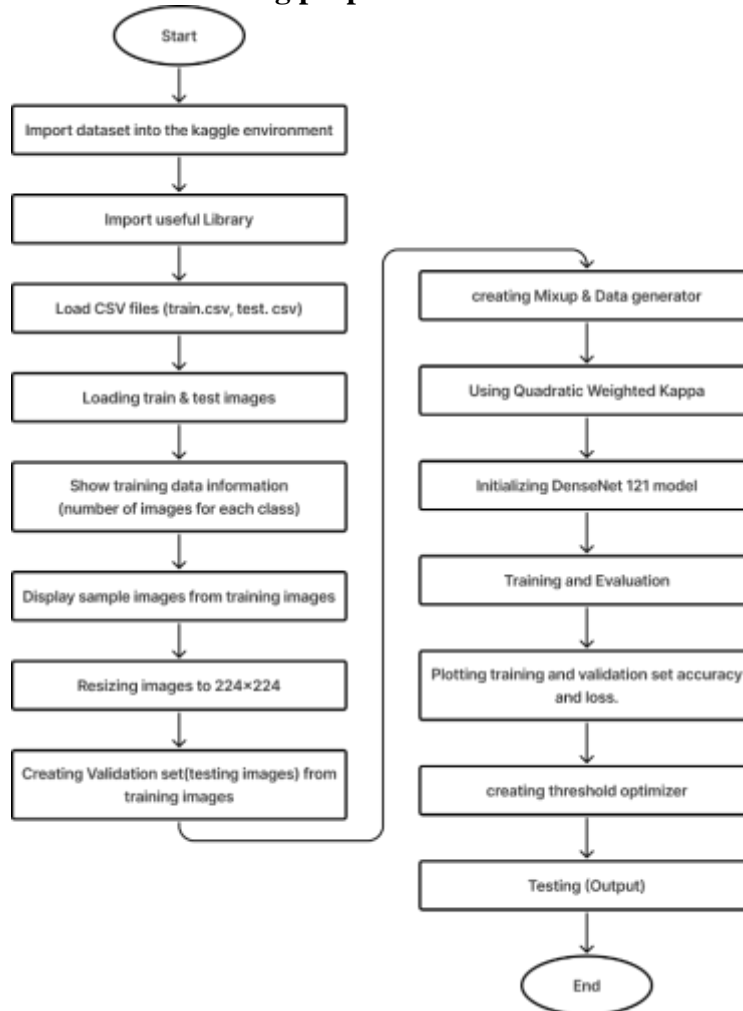 Start
Import dataset into the kaggle environment
Import useful Library
Load CSV files (train.csv, test. csv)
Loading train & test images
Show training data information
(number of images for each class)
Display sample images from training images
Resizing images to 224×224
Creating Validation set(testing images) from
training images
creating Mixup & Data generator
Using Quadratic Weighted Kappa
Initializing DenseNet 121 model
Training and Evaluation
Plotting training and validation set accuracy
and loss.
creating threshold optimizer
Testing (Output)
End